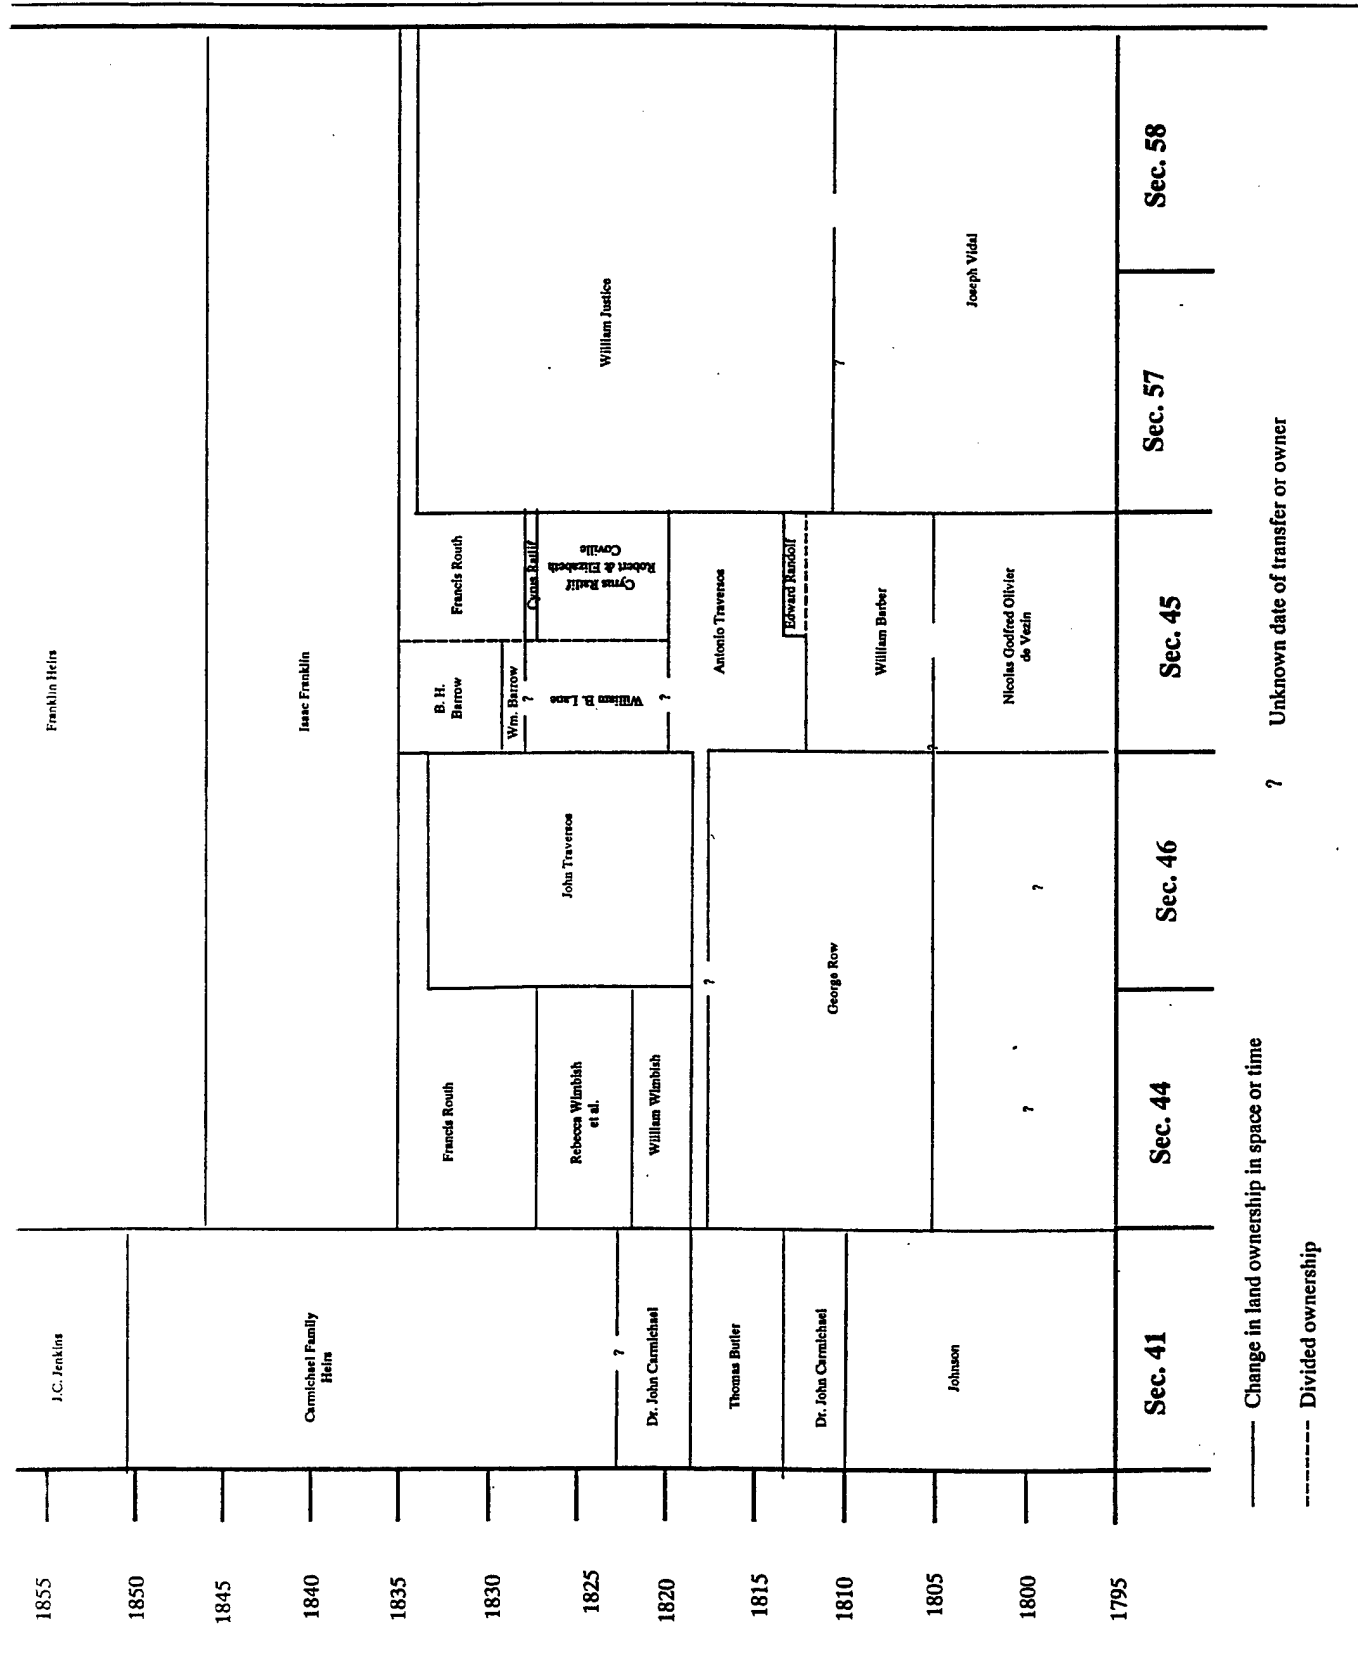 1855
1850
1845
1840
1835
1830
1825
1820
1815
1810
1805
1800
1795
J.C. Jenkins
Carmichael Family
Heirs
?
Dr. John Carmichael
Thomas Butler
Dr. John Carmichael
Johnson
Franklin Heirs
Isaac Franklin
Francis Routh
Rebecca Wimbish
et al.
William Wimbish
John Traversos
?
George Row
?
?
B. H.
Barrow
Wm. Barrow
?
William B. Lane
?
Francis Routh
Cyrus Ratlif
Cyrus Ratlif
Robert & Elizabeth
Coville
Antonio Traversos
Edward Randolf
William Barber
?
Nicolas Godfred Olivier
de Vezin
William Justice
?
Joseph Vidal
Sec. 41
Sec. 44
Sec. 46
Sec. 45
Sec. 57
Sec. 58
Change in land ownership in space or time
Divided ownership
? Unknown date of transfer or owner